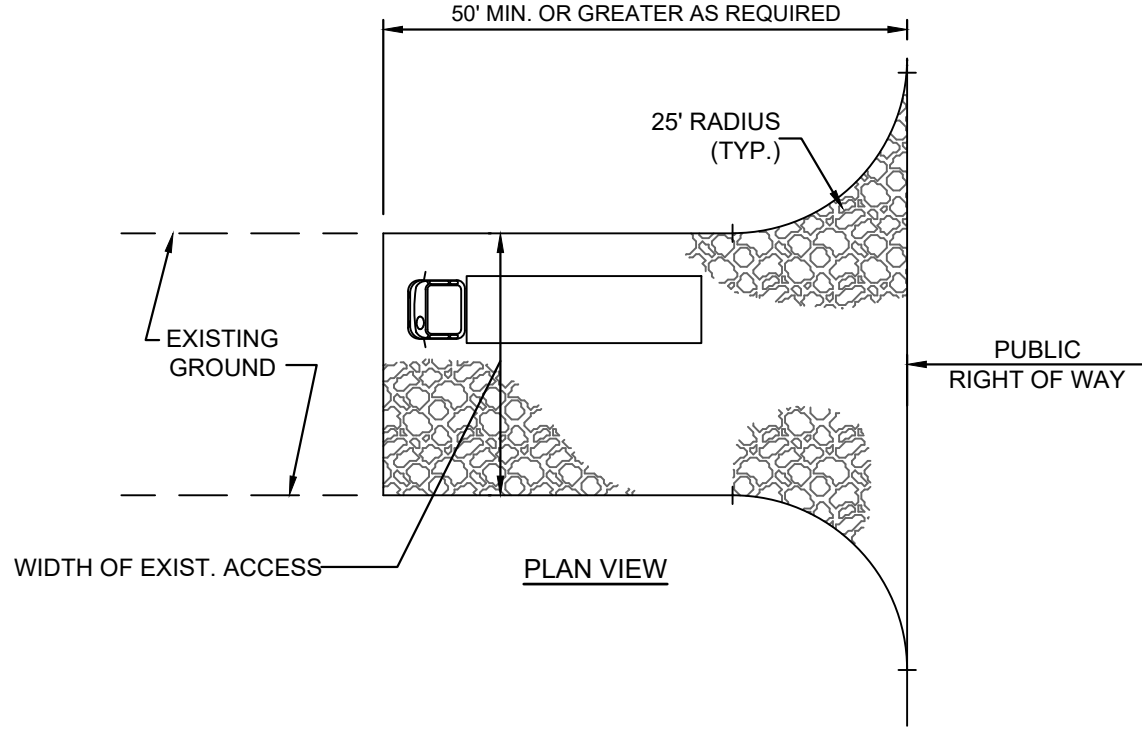 50' MIN. OR GREATER AS REQUIRED
25' RADIUS
(TYP.)
EXISTING
GROUND
PUBLIC
RIGHT OF WAY
WIDTH OF EXIST. ACCESS
PLAN VIEW